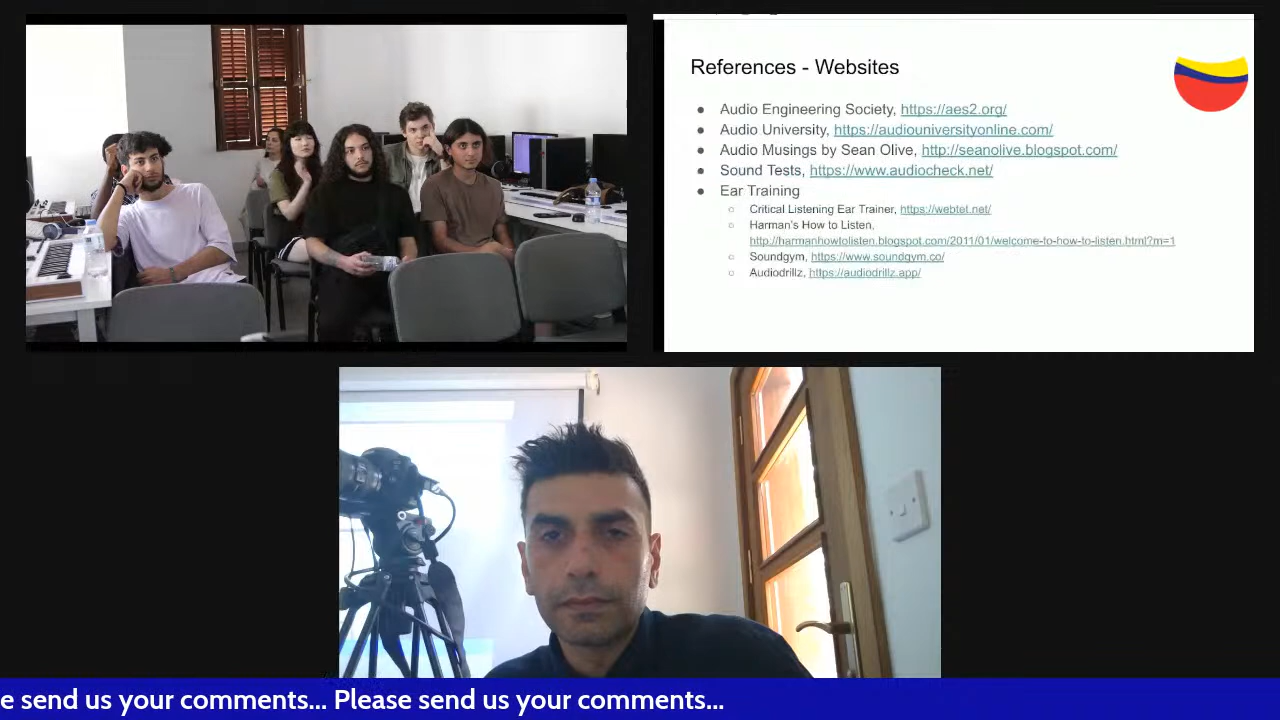 References - Websites
● Audio Engineering Society, https://aes2.org/
● Audio University, https://audiouniversityonline.com/
● Audio Musings by Sean Olive, http://seanolive.blogspot.com/
● Sound Tests, https://www.audiocheck.net/
● Ear Training
○ Critical Listening Ear Trainer, https://webtet.net/
○ Harman's How to Listen,
http://harmanhowtolisten.blogspot.com/2011/01/welcome-to-how-to-listen.html?m=1
○ Soundgym, https://www.soundgym.co/
○ Audiodrillz, https://audiodrillz.app/
e send us your comments... Please send us your comments...